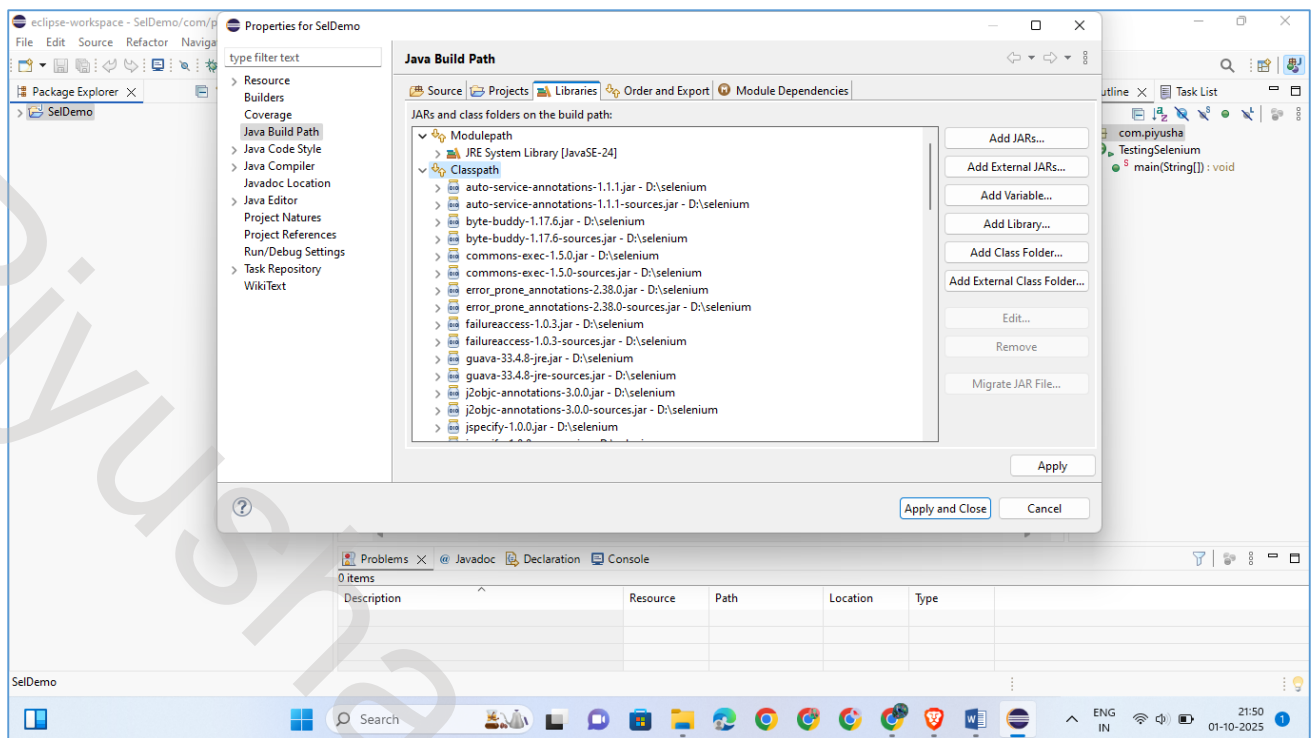 eclipse-workspace - SelDemo/com/p
File Edit Source Refactor Naviga
Package Explorer
SelDemo
Properties for SelDemo
type filter text
Resource
Builders
Coverage
Java Build Path
Java Code Style
Java Compiler
Javadoc Location
Java Editor
Project Natures
Project References
Run/Debug Settings
Task Repository
WikiText
Java Build Path
Source Projects Libraries Order and Export Module Dependencies
JARs and class folders on the build path:
Modulepath
JRE System Library [JavaSE-24]
Classpath
auto-service-annotations-1.1.1.jar - D:\selenium
auto-service-annotations-1.1.1-sources.jar - D:\selenium
byte-buddy-1.17.6.jar - D:\selenium
byte-buddy-1.17.6-sources.jar - D:\selenium
commons-exec-1.5.0.jar - D:\selenium
commons-exec-1.5.0-sources.jar - D:\selenium
error_prone_annotations-2.38.0.jar - D:\selenium
error_prone_annotations-2.38.0-sources.jar - D:\selenium
failureaccess-1.0.3.jar - D:\selenium
failureaccess-1.0.3-sources.jar - D:\selenium
guava-33.4.8-jre.jar - D:\selenium
guava-33.4.8-jre-sources.jar - D:\selenium
j2objc-annotations-3.0.0.jar - D:\selenium
j2objc-annotations-3.0.0-sources.jar - D:\selenium
jspecify-1.0.0.jar - D:\selenium
Add JARs...
Add External JARs...
Add Variable...
Add Library...
Add Class Folder...
Add External Class Folder...
Edit...
Remove
Migrate JAR File...
Apply
Apply and Close Cancel
utline Task List
com.piyusha
TestingSelenium
main(String[]) : void
Problems Javadoc Declaration Console
0 items
Description Resource Path Location Type
SelDemo
Search
ENG
IN
21:50
01-10-2025
1
Piyusha